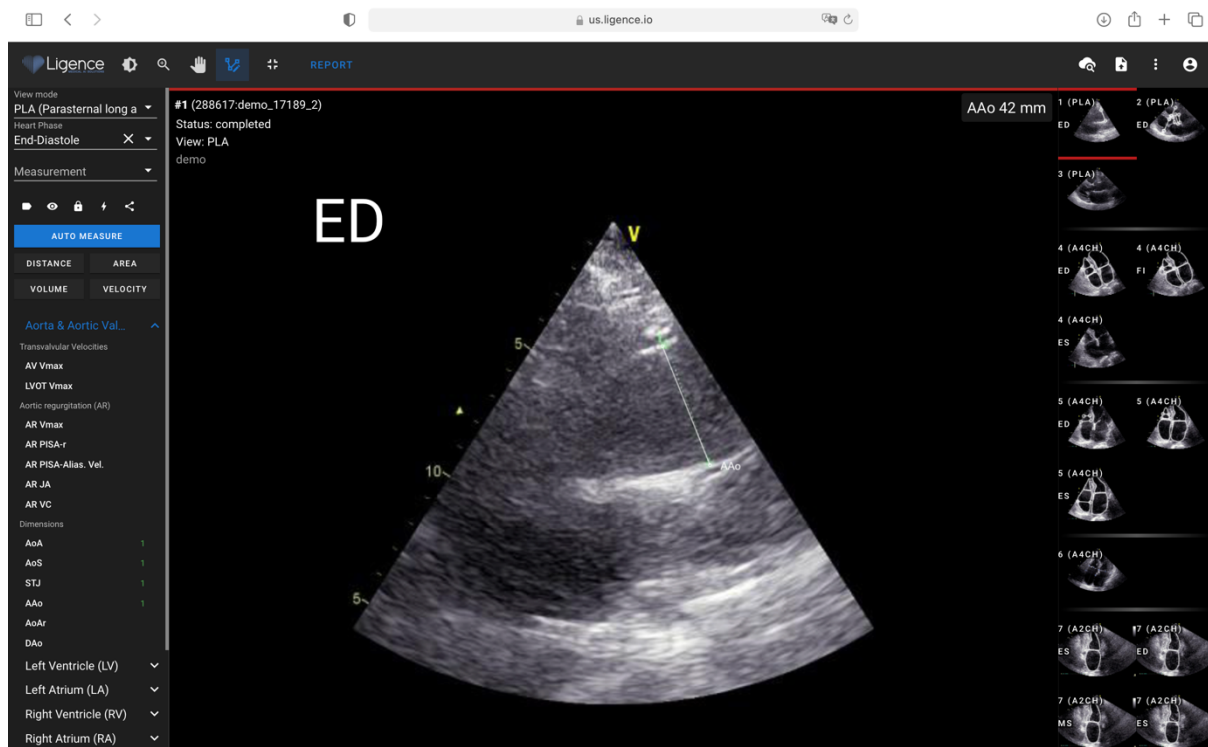 us.ligence.io
Ligence
REPORT
View mode
PLA (Parasternal long a
Heart Phase
End-Diastole
Measurement
AUTO MEASURE
DISTANCE AREA
VOLUME VELOCITY
Aorta & Aortic Val...
Transvalvular Velocities
AV Vmax
LVOT Vmax
Aortic regurgitation (AR)
AR Vmax
AR PISA-r
AR PISA-Alias. Vel.
AR JA
AR VC
Dimensions
AoA 1
AoS 1
STJ 1
AAo 1
AoAr
DAo
Left Ventricle (LV)
Left Atrium (LA)
Right Ventricle (RV)
Right Atrium (RA)
#1 (288617:demo_17189_2)
Status: completed
View: PLA
demo
AAo 42 mm
ED
V
5
10
AAo
5
1 (PLA) 2 (PLA)
ED ED
3 (PLA)
4 (A4CH) 4 (A4CH)
ED FI
4 (A4CH)
ES
5 (A4CH) 5 (A4CH)
ED
5 (A4CH)
ES
6 (A4CH)
7 (A2CH) 7 (A2CH)
ES ED
7 (A2CH) 7 (A2CH)
MS ES